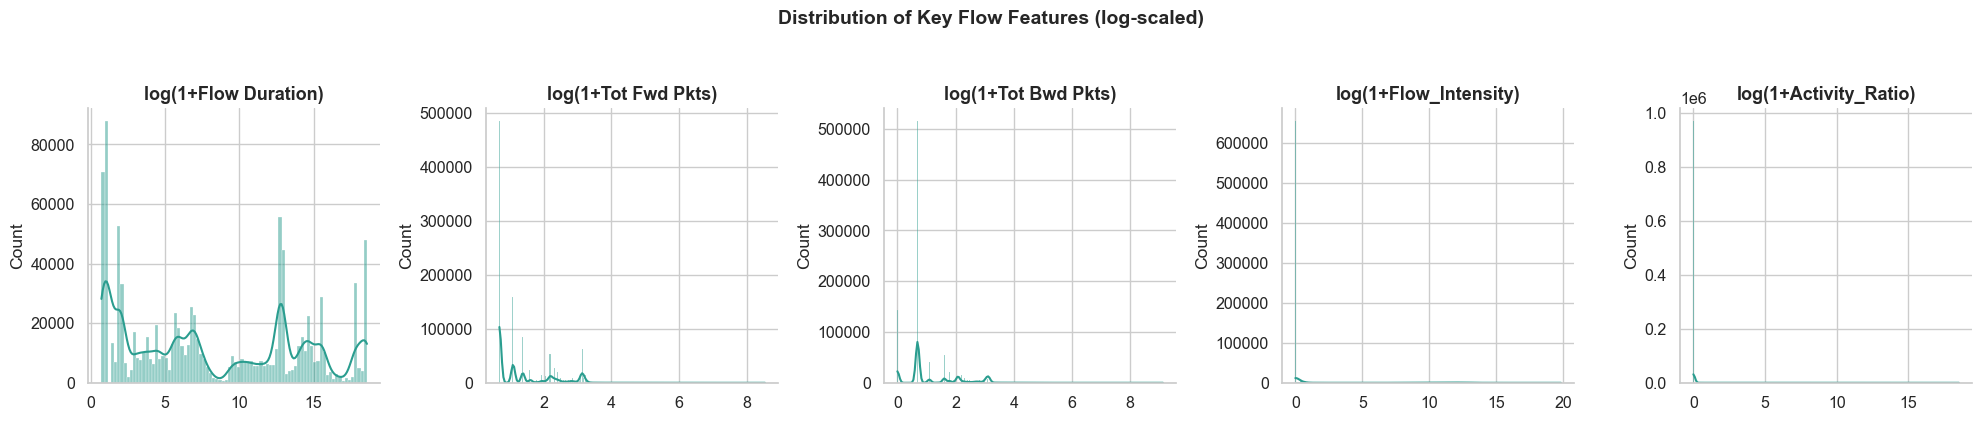 Distribution of Key Flow Features (log-scaled)
log(1+Flow Duration)
Count
80000
60000
40000
20000
0
0 5 10 15
log(1+Tot Fwd Pkts)
Count
500000
400000
300000
200000
100000
0
2 4 6 8
log(1+Tot Bwd Pkts)
Count
500000
400000
300000
200000
100000
0
0 2 4 6 8
log(1+Flow_Intensity)
Count
600000
500000
400000
300000
200000
100000
0
0 5 10 15 20
log(1+Activity_Ratio)
1e6
Count
1.0
0.8
0.6
0.4
0.2
0.0
0 5 10 15